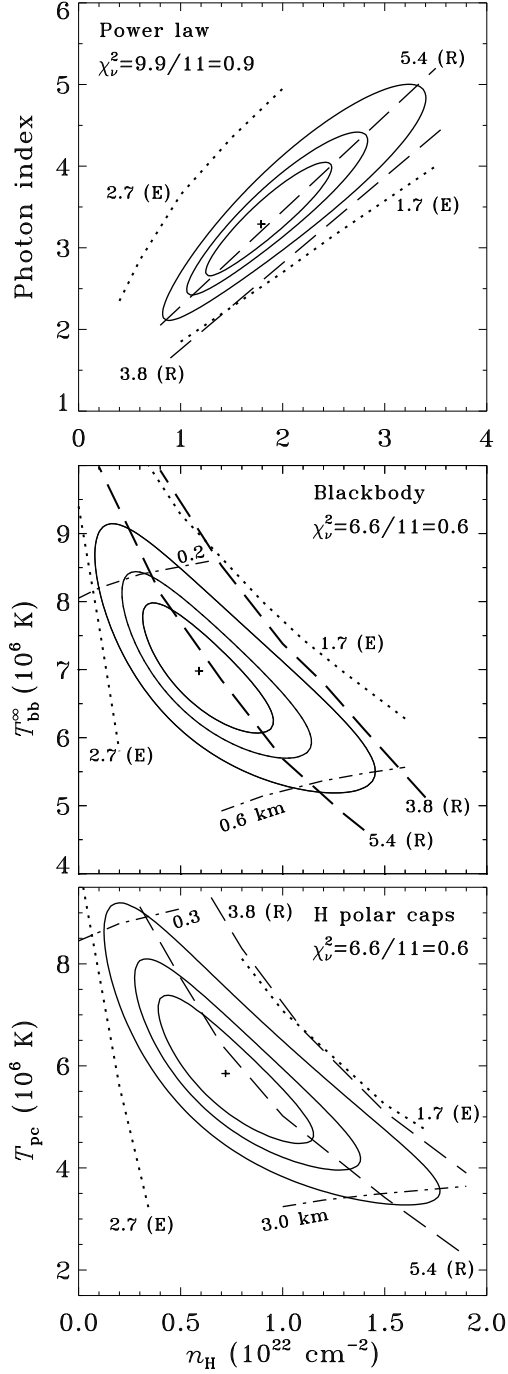 6
Power law
χ²ν=9.9/11=0.9
5.4 (R)
5
4
2.7 (E)
1.7 (E)
Photon index
3
2
3.8 (R)
1
0 1 2 3 4
Blackbody
χ²ν=6.6/11=0.6
9
0.2
8
1.7 (E)
T∞bb (10⁶ K)
7
6
2.7 (E)
5
0.6 km
3.8 (R)
5.4 (R)
4
3.8 (R)
H polar caps
0.3
χ²ν=6.6/11=0.6
8
Tpc (10⁶ K)
6
1.7 (E)
4
2.7 (E)
3.0 km
5.4 (R)
2
0.0 0.5 1.0 1.5 2.0
nH (10²² cm⁻²)